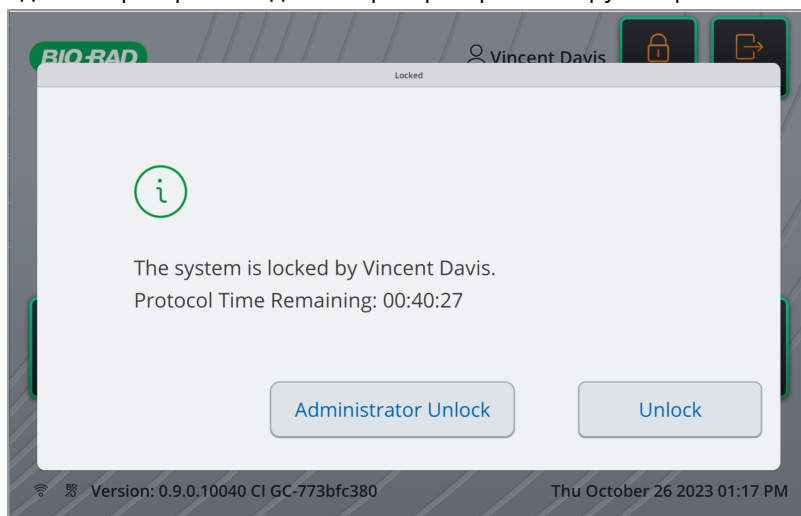 BIO-RAD
Vincent Davis
Locked
The system is locked by Vincent Davis.
Protocol Time Remaining: 00:40:27
Administrator Unlock
Unlock
Version: 0.9.0.10040 CI GC-773bfc380
Thu October 26 2023 01:17 PM